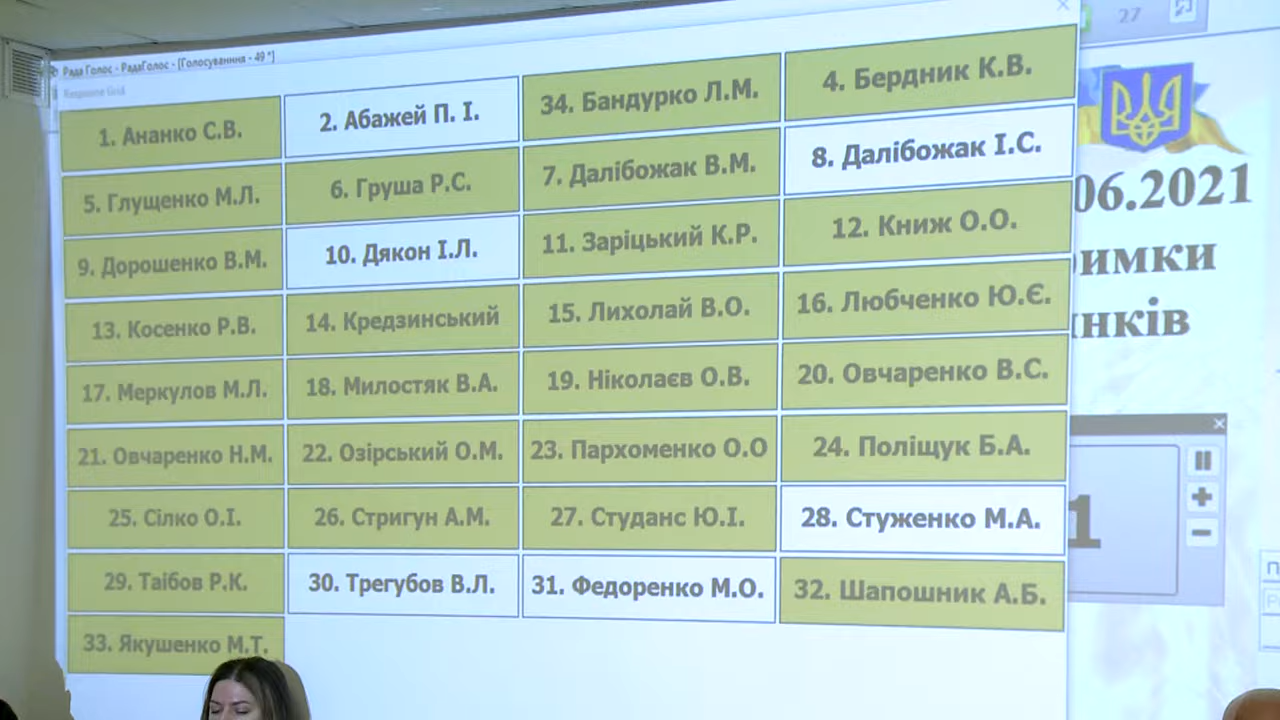 27
Рада Голос - РадаГолос - [Голосування - 49 *]
Response Grid
1. Ананко С.В.
2. Абажей П. І.
34. Бандурко Л.М.
4. Бердник К.В.
5. Глущенко М.Л.
6. Груша Р.С.
7. Далібожак В.М.
8. Далібожак І.С.
9. Дорошенко В.М.
10. Дякон І.Л.
11. Заріцький К.Р.
12. Книж О.О.
13. Косенко Р.В.
14. Кредзинський
15. Лихолай В.О.
16. Любченко Ю.Є.
17. Меркулов М.Л.
18. Милостяк В.А.
19. Ніколаєв О.В.
20. Овчаренко В.С.
21. Овчаренко Н.М.
22. Озірський О.М.
23. Пархоменко О.О
24. Поліщук Б.А.
25. Сілко О.І.
26. Стригун А.М.
27. Студанс Ю.І.
28. Стуженко М.А.
29. Таібов Р.К.
30. Трегубов В.Л.
31. Федоренко М.О.
32. Шапошник А.Б.
33. Якушенко М.Т.
06.2021
имки
нків
1